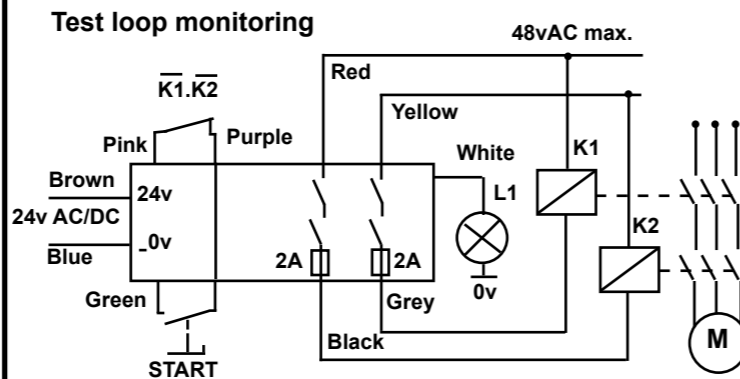 Test loop monitoring
48vAC max.
K1.K2
Red
Yellow
Pink
Purple
White
K1
Brown
24v
L1
24v AC/DC
K2
-0v
Blue
2A
2A
0v
Green
Grey
Black
M
START